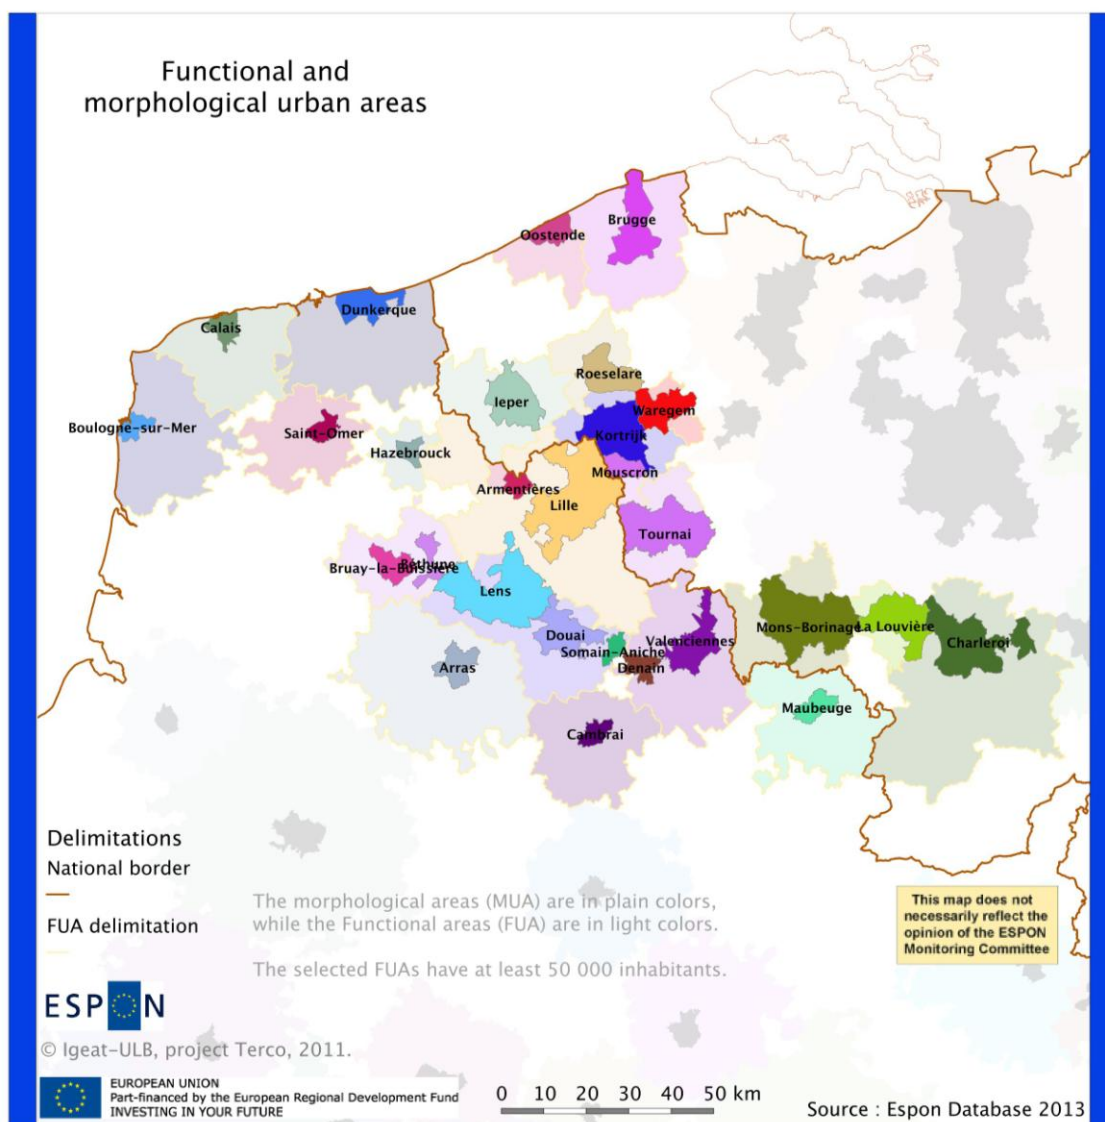 Functional and
morphological urban areas
Brugge
Oostende
Dunkerque
Calais
Roeselare
Ieper
Waregem
Boulogne-sur-Mer
Saint-Omer
Kortrijk
Hazebrouck
Mouscron
Armentières
Lille
Tournai
Béthune
Bruay-la-Buissière
Lens
Mons-Borinage
La Louvière
Douai
Valenciennes
Charleroi
Somain-Aniche
Arras
Denain
Maubeuge
Cambrai
Delimitations
National border
FUA delimitation
The morphological areas (MUA) are in plain colors,
while the Functional areas (FUA) are in light colors.
The selected FUAs have at least 50 000 inhabitants.
This map does not
necessarily reflect the
opinion of the ESPON
Monitoring Committee
ESPON
© Igeat-ULB, project Terco, 2011.
EUROPEAN UNION
Part-financed by the European Regional Development Fund
INVESTING IN YOUR FUTURE
0 10 20 30 40 50 km
Source : Espon Database 2013